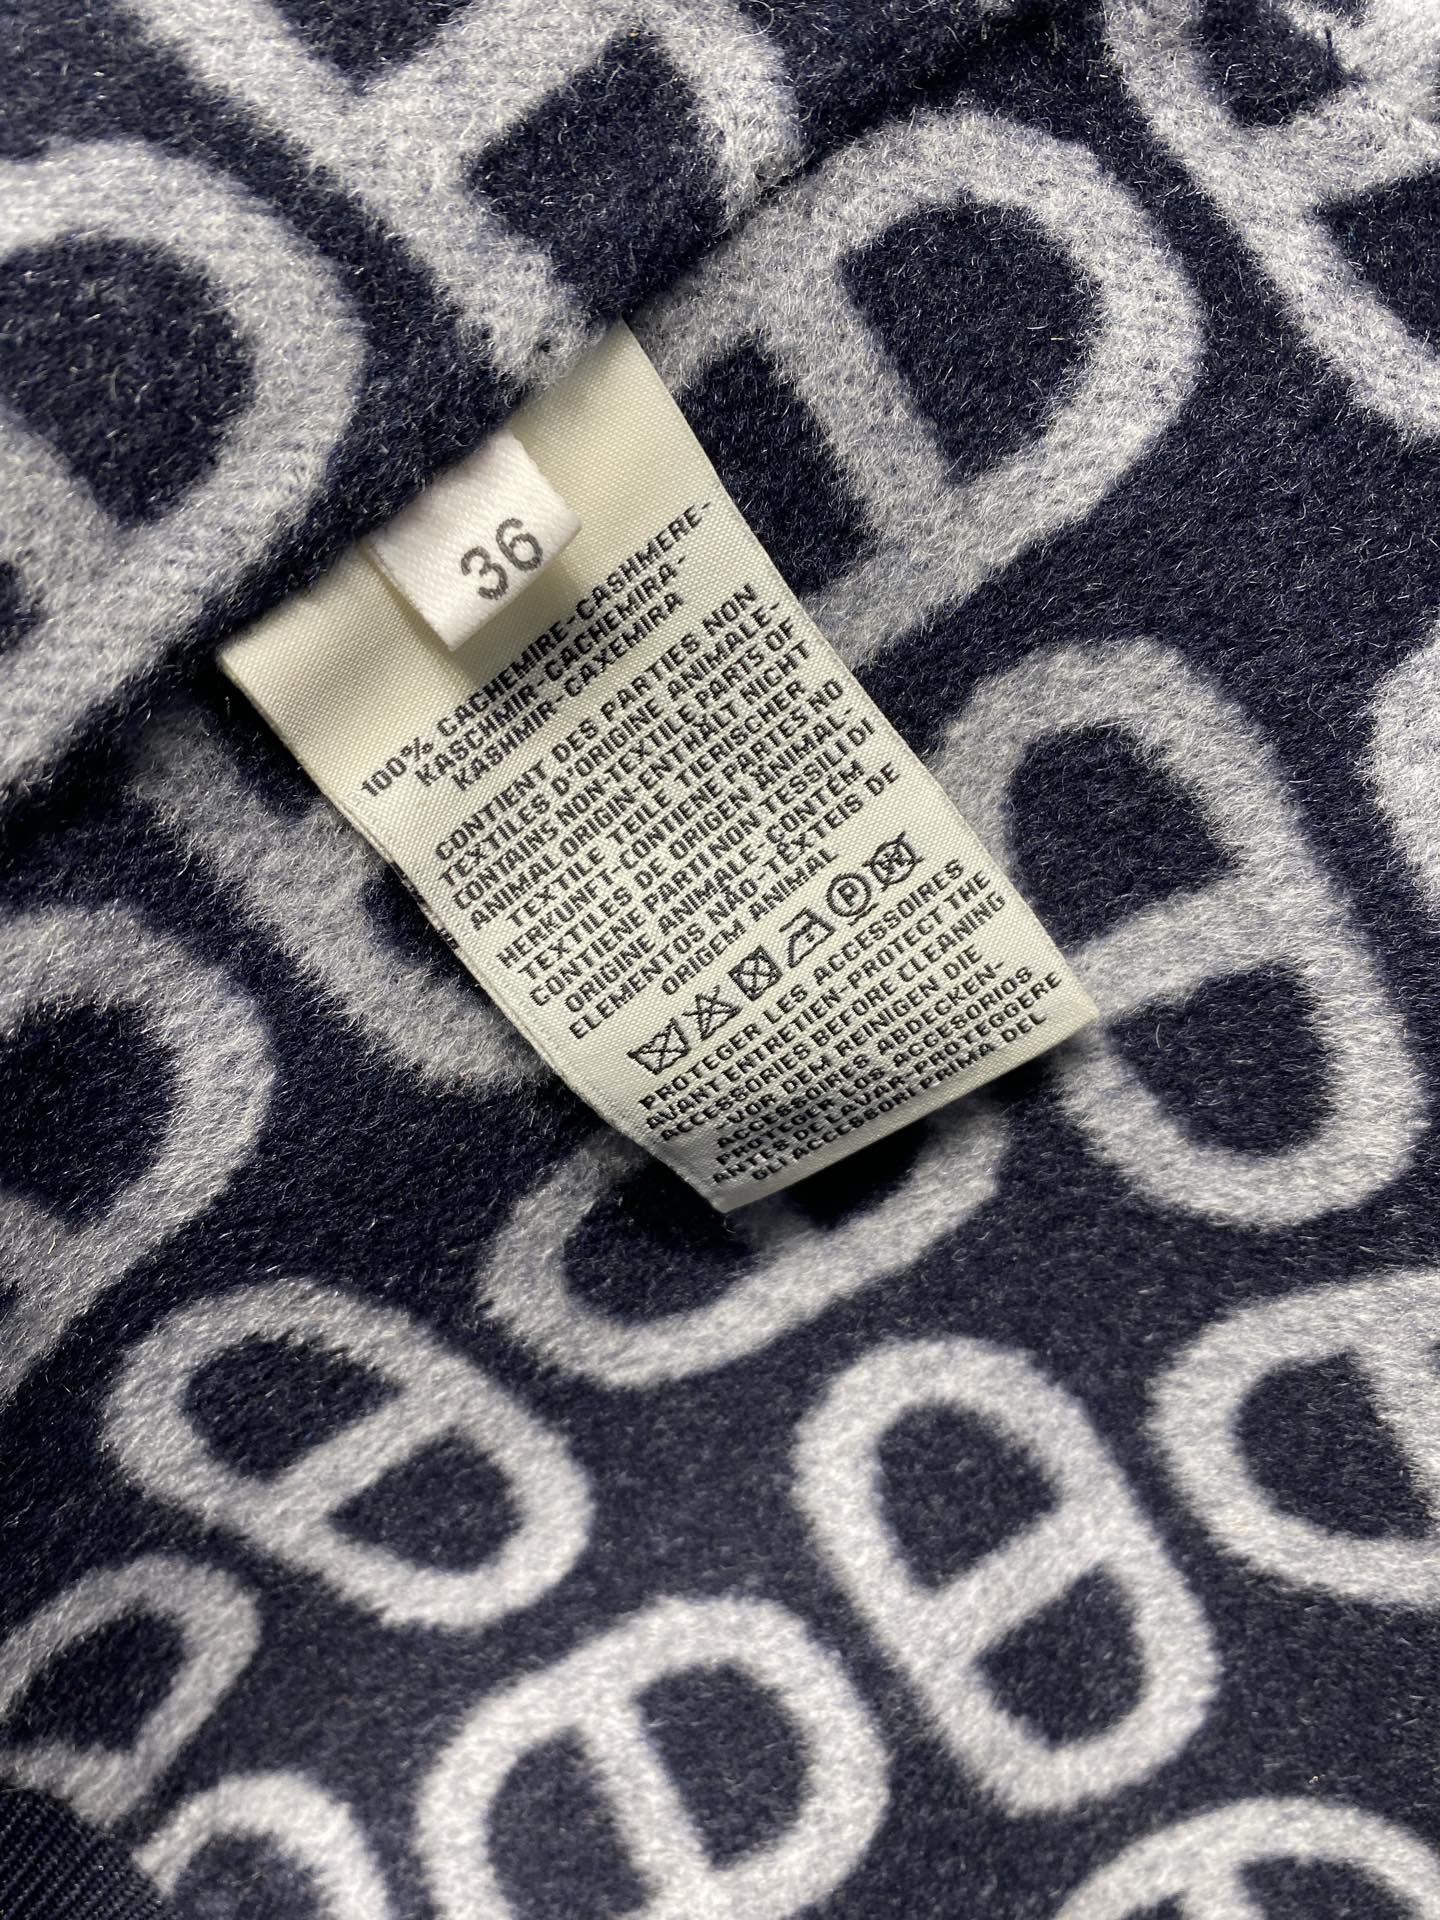 36
100% CACHEMIRE-CASHMERE-
KASCHMIR-CACHEMIRA-
KASHMIR-CAXEMIRA
CONTIENT DES PARTIES NON
TEXTILES D'ORIGINE ANIMALE-
CONTAINS NON-TEXTILE PARTS OF
ANIMAL ORIGIN-ENTHÄLT NICHT
TEXTILE TEILE TIERISCHER
HERKUNFT-CONTIENE PARTES NO
TEXTILES DE ORIGEN ANIMAL-
CONTIENE PARTI NON TESSILI DI
ORIGINE ANIMALE-CONTÉM
ELEMENTOS NÃO-TÊXTEIS DE
ORIGEM ANIMAL
P W
PROTEGER LES ACCESSOIRES
AVANT ENTRETIEN-PROTECT THE
ACCESSORIES BEFORE CLEANING
-VOR DEM REINIGEN DIE
ACCESSOIRES ABDECKEN-
PROTEGER LOS ACCESORIOS
ANTES DE LAVAR-PROTEGGERE
GLI ACCESSORI PRIMA DEL